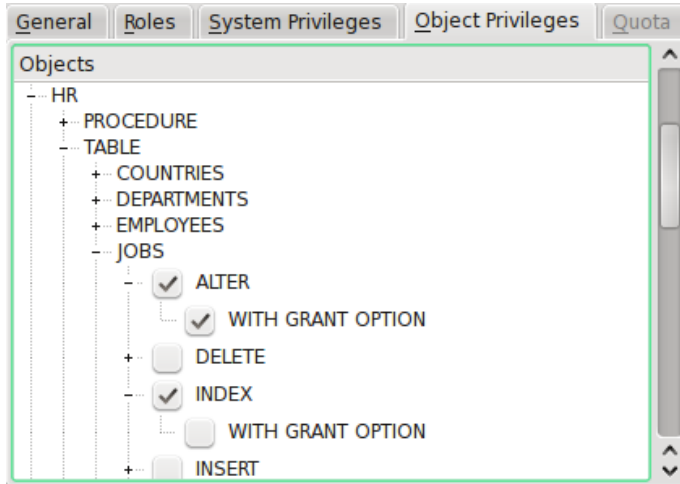 General Roles System Privileges Object Privileges Quota
Objects
HR
PROCEDURE
TABLE
COUNTRIES
DEPARTMENTS
EMPLOYEES
JOBS
ALTER
WITH GRANT OPTION
DELETE
INDEX
WITH GRANT OPTION
INSERT